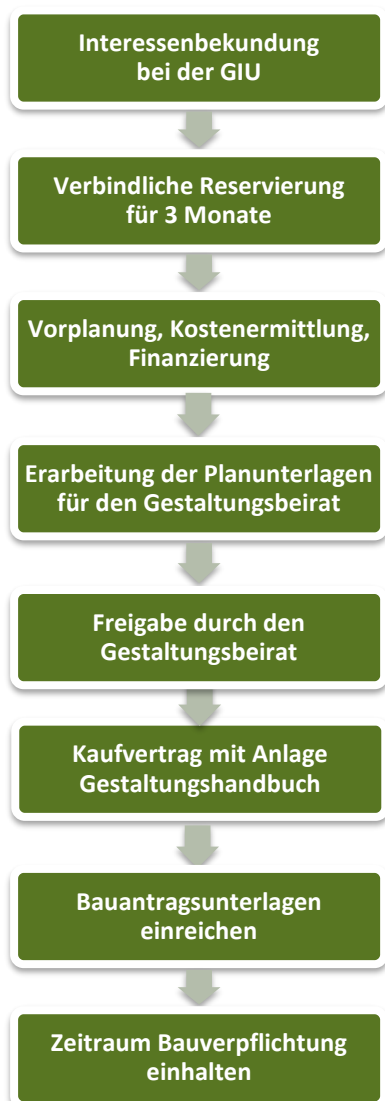 Interessenbekundung
bei der GIU
Verbindliche Reservierung
für 3 Monate
Vorplanung, Kostenermittlung,
Finanzierung
Erarbeitung der Planunterlagen
für den Gestaltungsbeirat
Freigabe durch den
Gestaltungsbeirat
Kaufvertrag mit Anlage
Gestaltungshandbuch
Bauantragsunterlagen
einreichen
Zeitraum Bauverpflichtung
einhalten